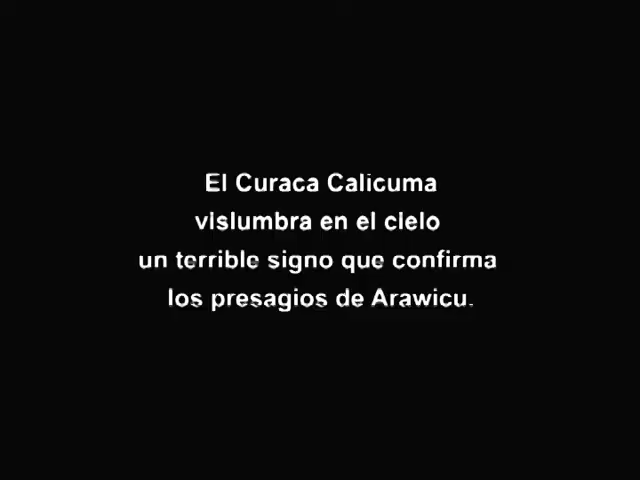 El Curaca Calicuma
vislumbra en el cielo
un terrible signo que confirma
los presagios de Arawicu.